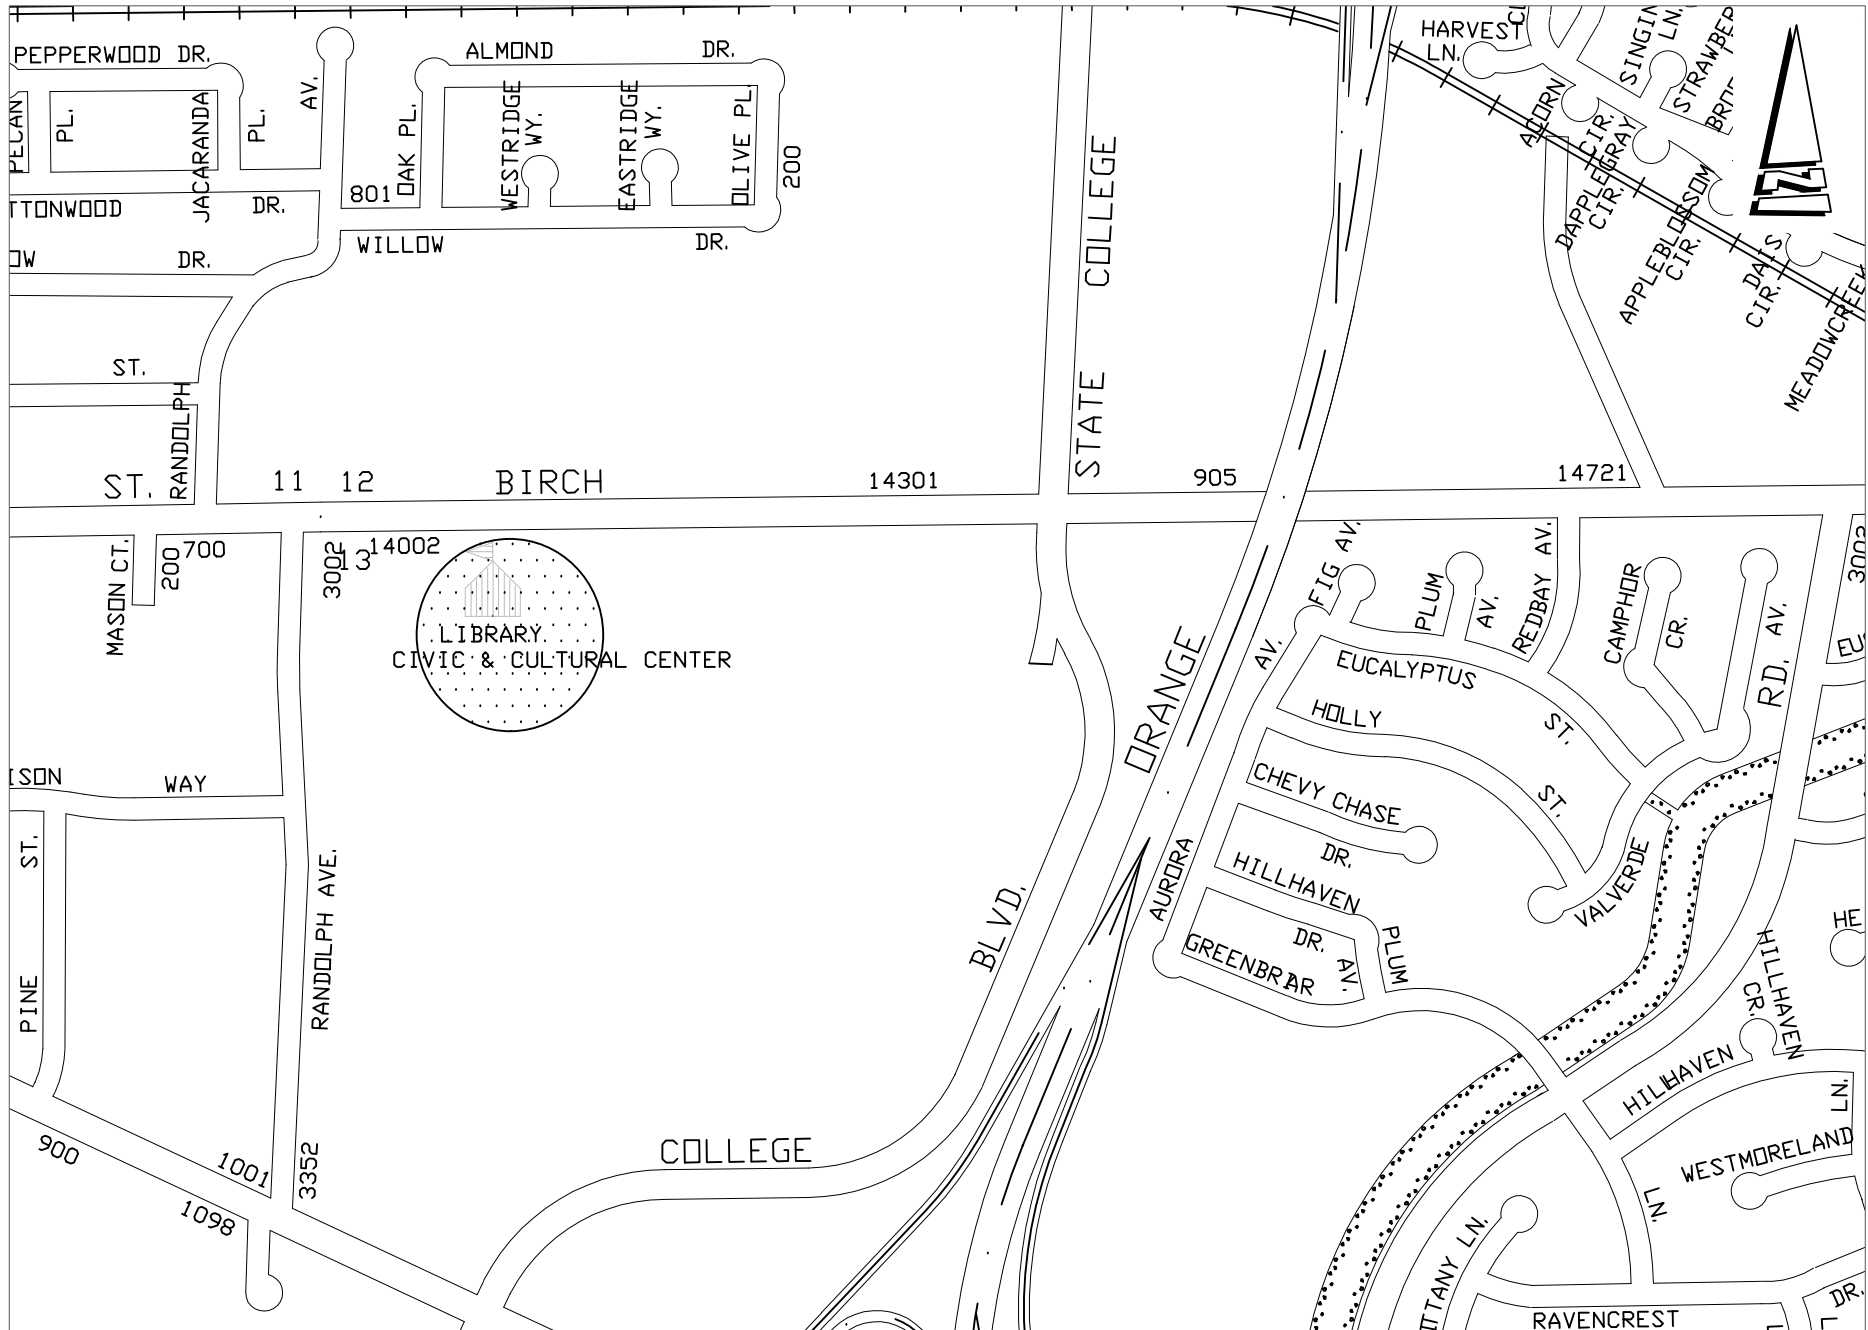 PEPPERWOOD DR.
ALMOND DR.
HARVEST
LN.
PL.
JACARANDA
PL.
AV.
OAK PL.
WESTRIDGE
WY.
EASTRIDGE
WY.
OLIVE PL.
200
801
DR.
WILLOW DR.
DR.
STATE COLLEGE
ACORN
CIR.
DAPPLEGRAY
CIR.
APPLEBLOSSOM
CIR.
CIR.
MEADOWCREEK
ST.
RANDOLPH
ST. 11 12 BIRCH 14301 905 14721
MASON CT.
200
700
3002
13
14002
LIBRARY
CIVIC & CULTURAL CENTER
FIG AV.
PLUM
AV.
REDBAY AV.
CAMPHOR
CR.
AV.
RD.
3002
EUCALYPTUS
ST.
HOLLY
ST.
AV.
ORANGE
CHEVY CHASE
DR.
HILLHAVEN
DR.
GREENBRIAR
AV.
PLUM
AURORA
VALVERDE
WAY
ST.
PINE
RANDOLPH AVE.
BLVD.
HILLHAVEN
CR.
HILLHAVEN
LN.
WESTMORELAND
LN.
900
1001
3352
1098
COLLEGE
LN.
RAVENCREST
DR.